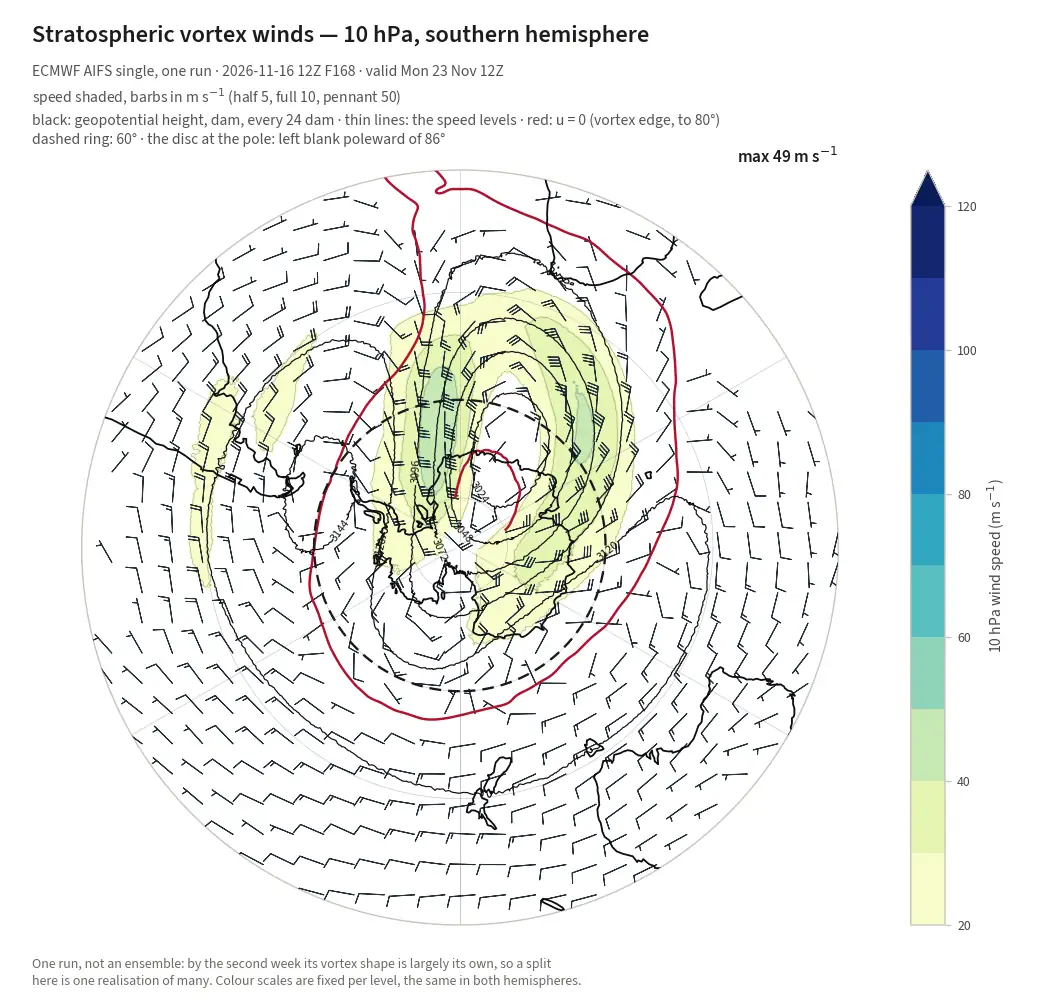 Stratospheric vortex winds — 10 hPa, southern hemisphere
ECMWF AIFS single, one run · 2026-11-16 12Z F168 · valid Mon 23 Nov 12Z
speed shaded, barbs in m s⁻¹ (half 5, full 10, pennant 50)
black: geopotential height, dam, every 24 dam · thin lines: the speed levels · red: u = 0 (vortex edge, to 80°)
dashed ring: 60° · the disc at the pole: left blank poleward of 86°
max 49 m s⁻¹
120
100
80
60
40
20
10 hPa wind speed (m s⁻¹)
3096
3024
3048
3072
3144
3120
One run, not an ensemble: by the second week its vortex shape is largely its own, so a split
here is one realisation of many. Colour scales are fixed per level, the same in both hemispheres.